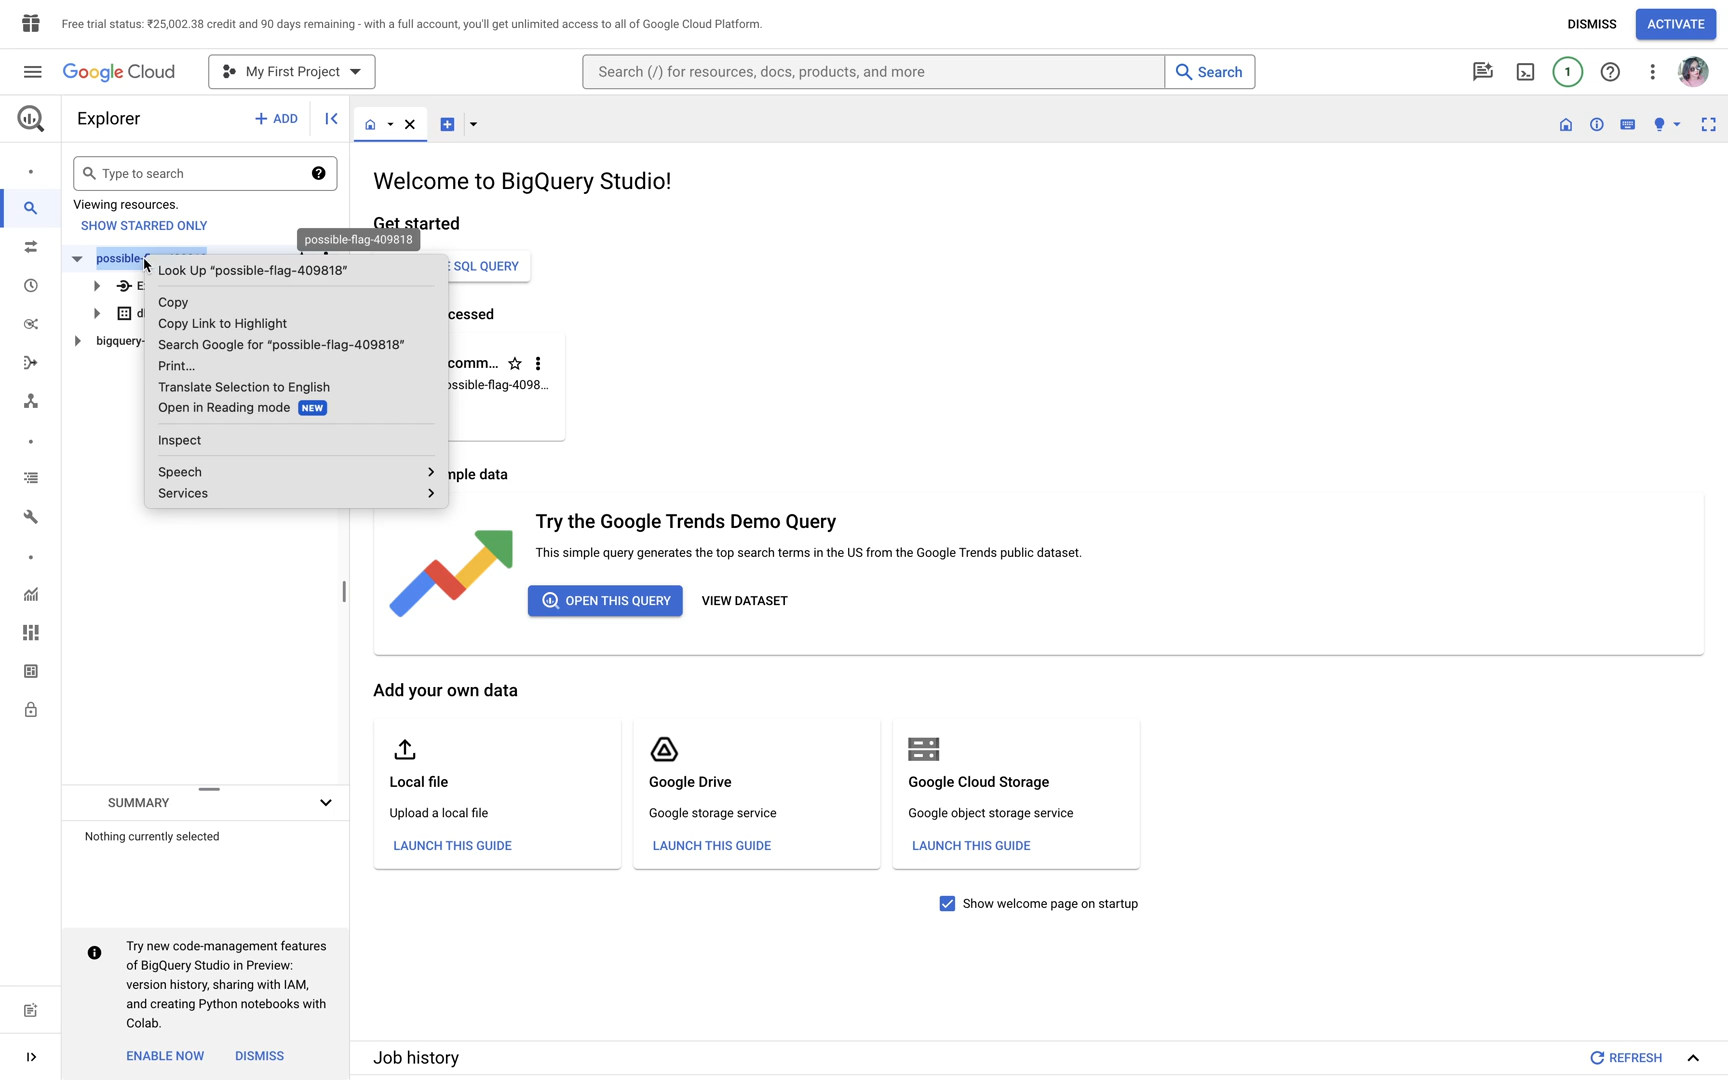 Free trial status: ₹25,002.38 credit and 90 days remaining - with a full account, you'll get unlimited access to all of Google Cloud Platform.
DISMISS
ACTIVATE
Google Cloud
My First Project
Search (/) for resources, docs, products, and more
Search
1
Explorer
+ ADD
Type to search
Viewing resources.
SHOW STARRED ONLY
possible-flag-409818
possible-
bigquery-
Look Up “possible-flag-409818”
Copy
Copy Link to Highlight
Search Google for “possible-flag-409818”
Print...
Translate Selection to English
Open in Reading mode NEW
Inspect
Speech
Services
Welcome to BigQuery Studio!
Get started
SQL QUERY
comm...
ossible-flag-4098...
data
Try the Google Trends Demo Query
This simple query generates the top search terms in the US from the Google Trends public dataset.
OPEN THIS QUERY
VIEW DATASET
Add your own data
Local file
Upload a local file
LAUNCH THIS GUIDE
Google Drive
Google storage service
LAUNCH THIS GUIDE
Google Cloud Storage
Google object storage service
LAUNCH THIS GUIDE
Show welcome page on startup
SUMMARY
Nothing currently selected
Try new code-management features
of BigQuery Studio in Preview:
version history, sharing with IAM,
and creating Python notebooks with
Colab.
ENABLE NOW
DISMISS
Job history
REFRESH